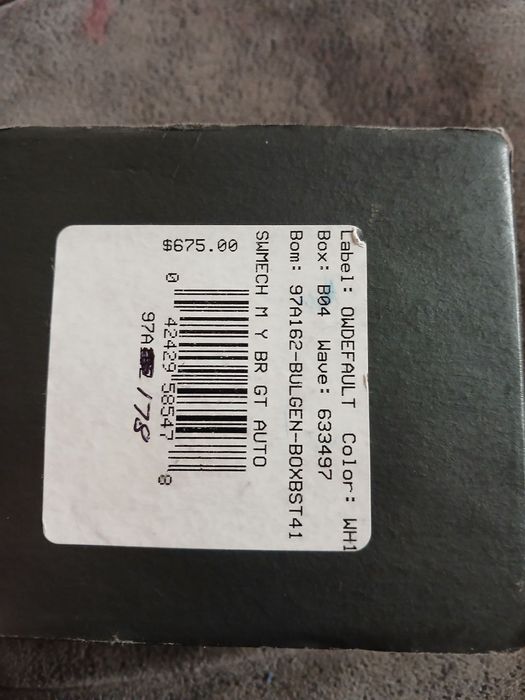 Label: OWDEFAULT Color: WH1
Box: B04 Wave: 633497
Bom: 97A162-BULGEN-BOXBST41
SWMECH M Y BR GT AUTO
$675.00
0 42429 58547 8
97A 178